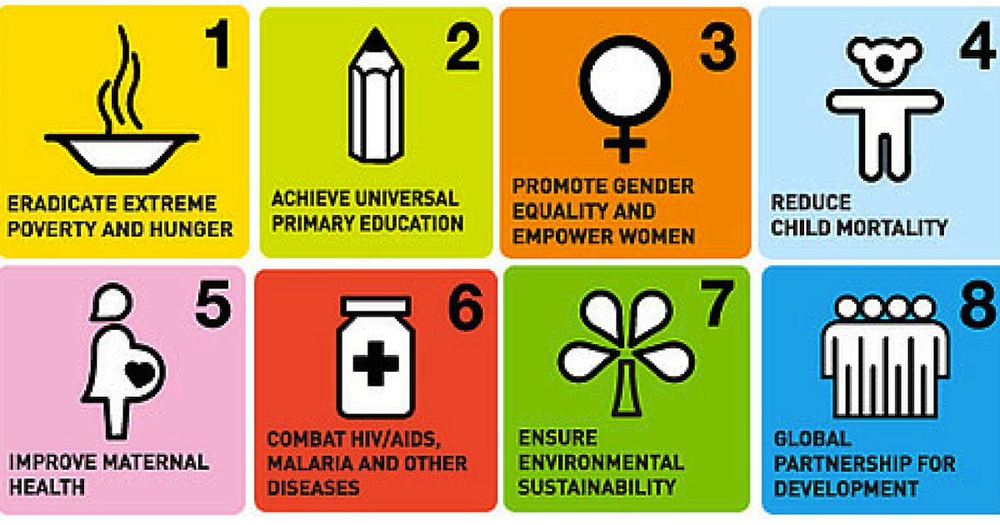 1
ERADICATE EXTREME
POVERTY AND HUNGER
2
ACHIEVE UNIVERSAL
PRIMARY EDUCATION
3
PROMOTE GENDER
EQUALITY AND
EMPOWER WOMEN
4
REDUCE
CHILD MORTALITY
5
IMPROVE MATERNAL
HEALTH
6
COMBAT HIV/AIDS,
MALARIA AND OTHER
DISEASES
7
ENSURE
ENVIRONMENTAL
SUSTAINABILITY
8
GLOBAL
PARTNERSHIP FOR
DEVELOPMENT